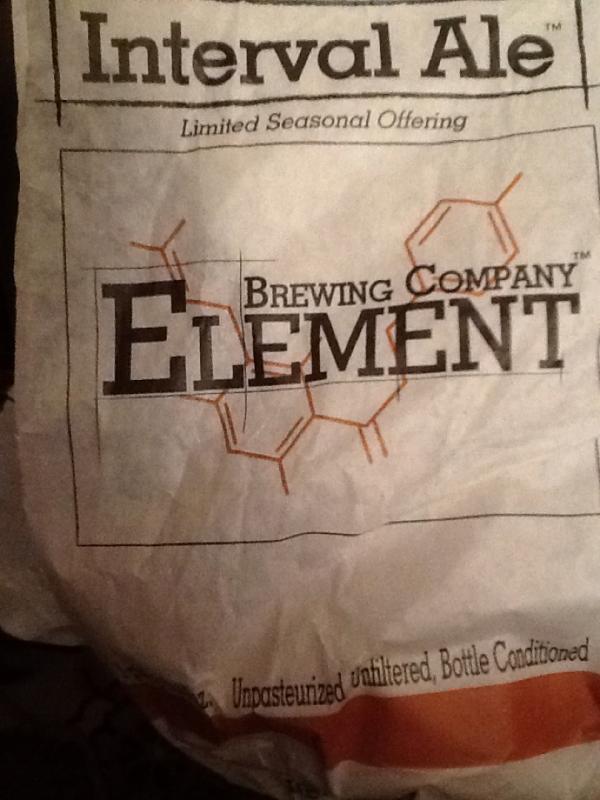 Interval Ale™
Limited Seasonal Offering
BREWING COMPANY™
ELEMENT
Unpasteurized Unfiltered, Bottle Conditioned